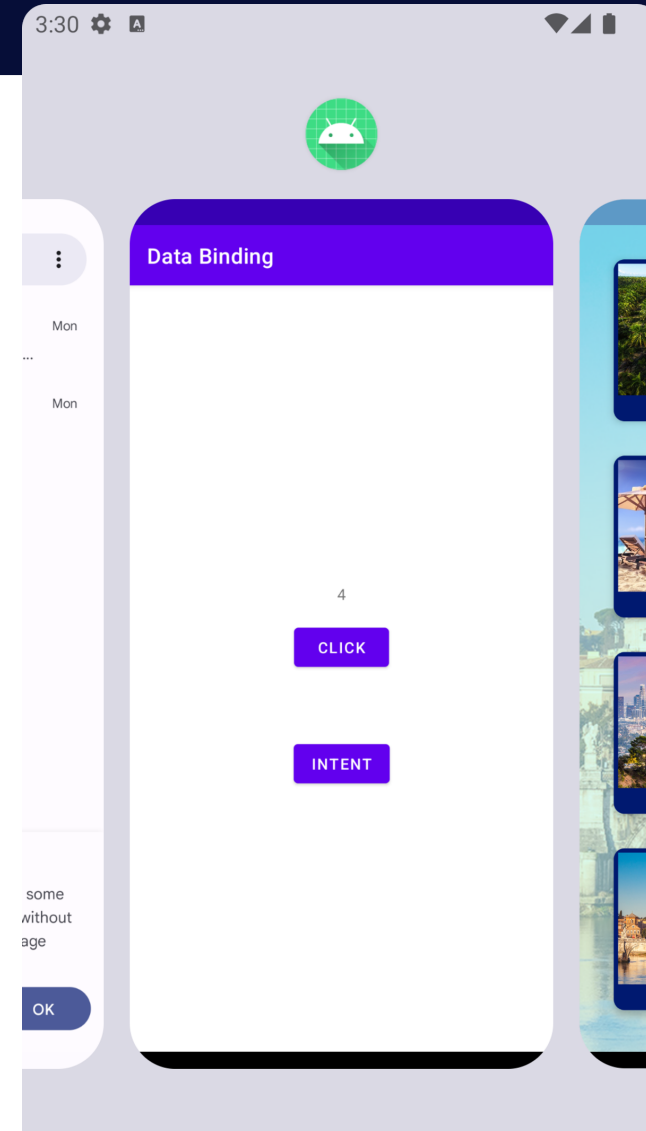 3:30
Data Binding
Mon
...
Mon
4
CLICK
INTENT
some
without
age
OK